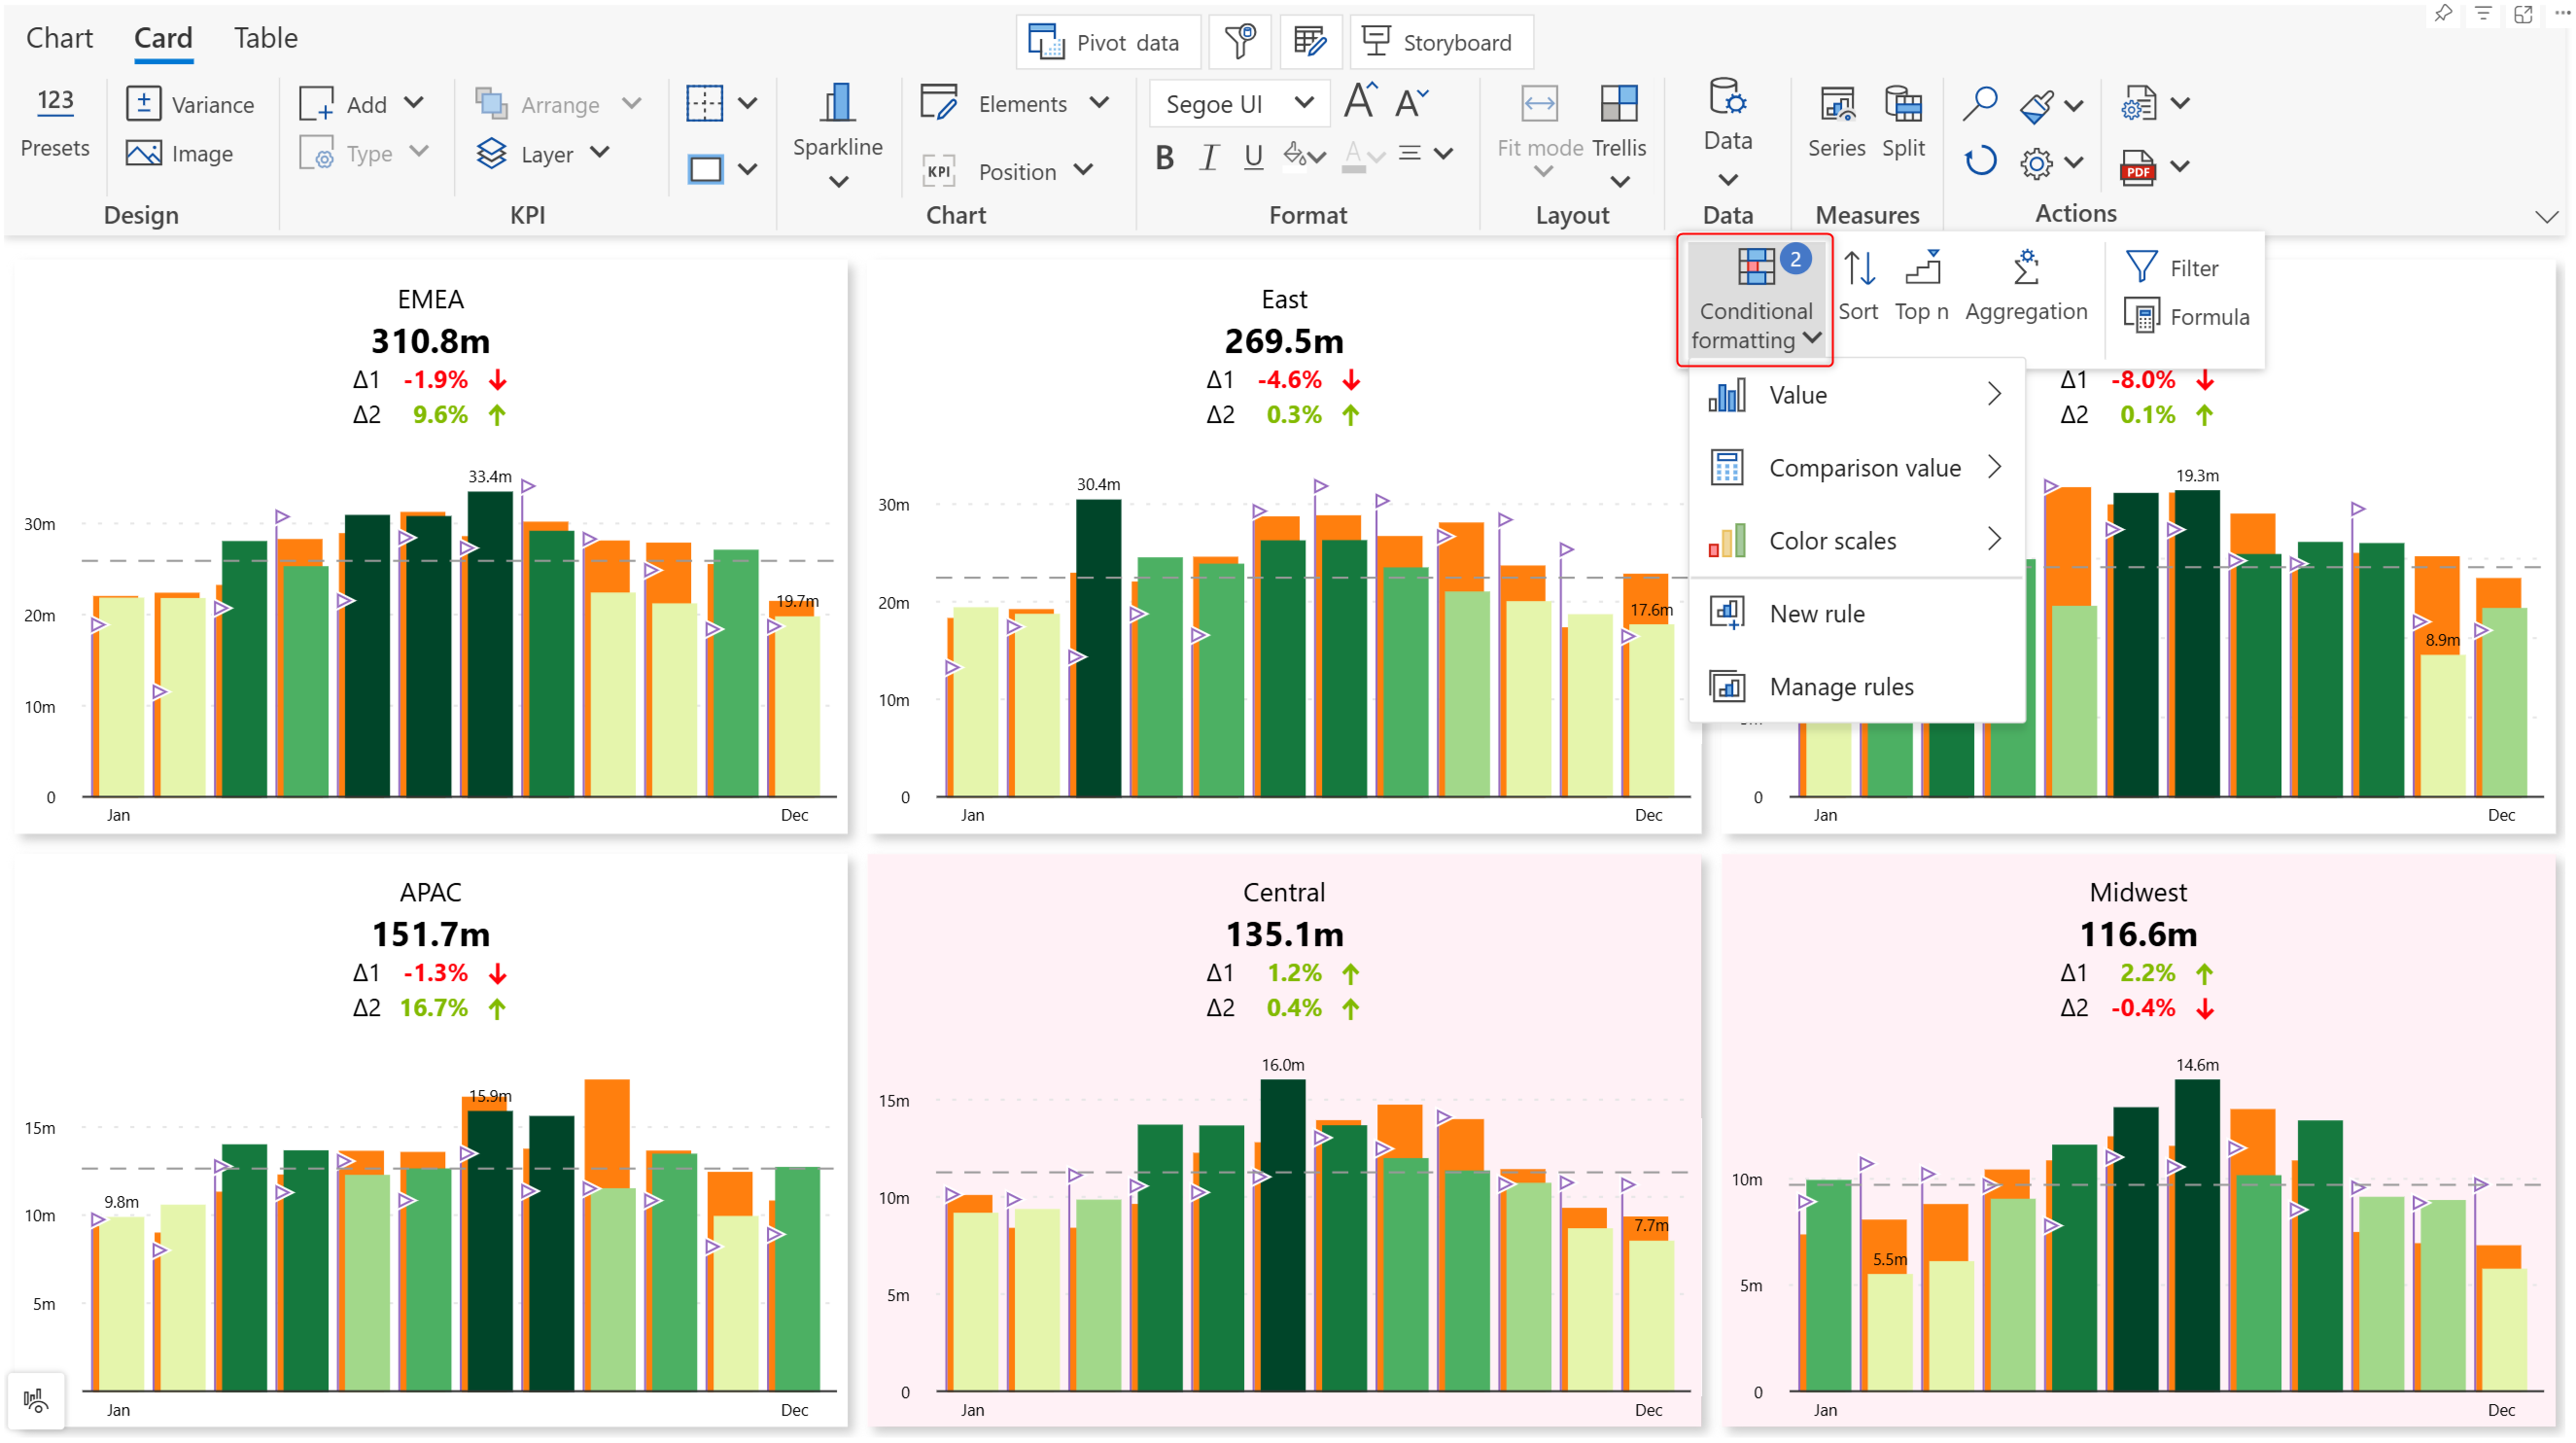 Chart Card Table
Pivot data Storyboard
123
Presets
Variance
Image
Design
Add
Type
Arrange
Layer
KPI
Sparkline
Elements
KPI Position
Chart
Segoe UI A A
B I U A
Format
Fit mode Trellis
Layout
Data
Data
Series Split
Measures
PDF
Actions
Conditional formatting 2
Sort
Top n
Aggregation
Filter
Formula
Value
Comparison value
Color scales
New rule
Manage rules
EMEA
310.8m
Δ1 -1.9%
Δ2 9.6%
33.4m
30m
20m
19.7m
10m
0
Jan Dec
East
269.5m
Δ1 -4.6%
Δ2 0.3%
30.4m
30m
20m
17.6m
10m
0
Jan Dec
Δ1 -8.0%
Δ2 0.1%
19.3m
8.9m
0
Jan Dec
APAC
151.7m
Δ1 -1.3%
Δ2 16.7%
15.9m
15m
9.8m
10m
5m
Jan Dec
Central
135.1m
Δ1 1.2%
Δ2 0.4%
16.0m
15m
10m
7.7m
5m
0
Jan Dec
Midwest
116.6m
Δ1 2.2%
Δ2 -0.4%
14.6m
10m
5.5m
5m
0
Jan Dec